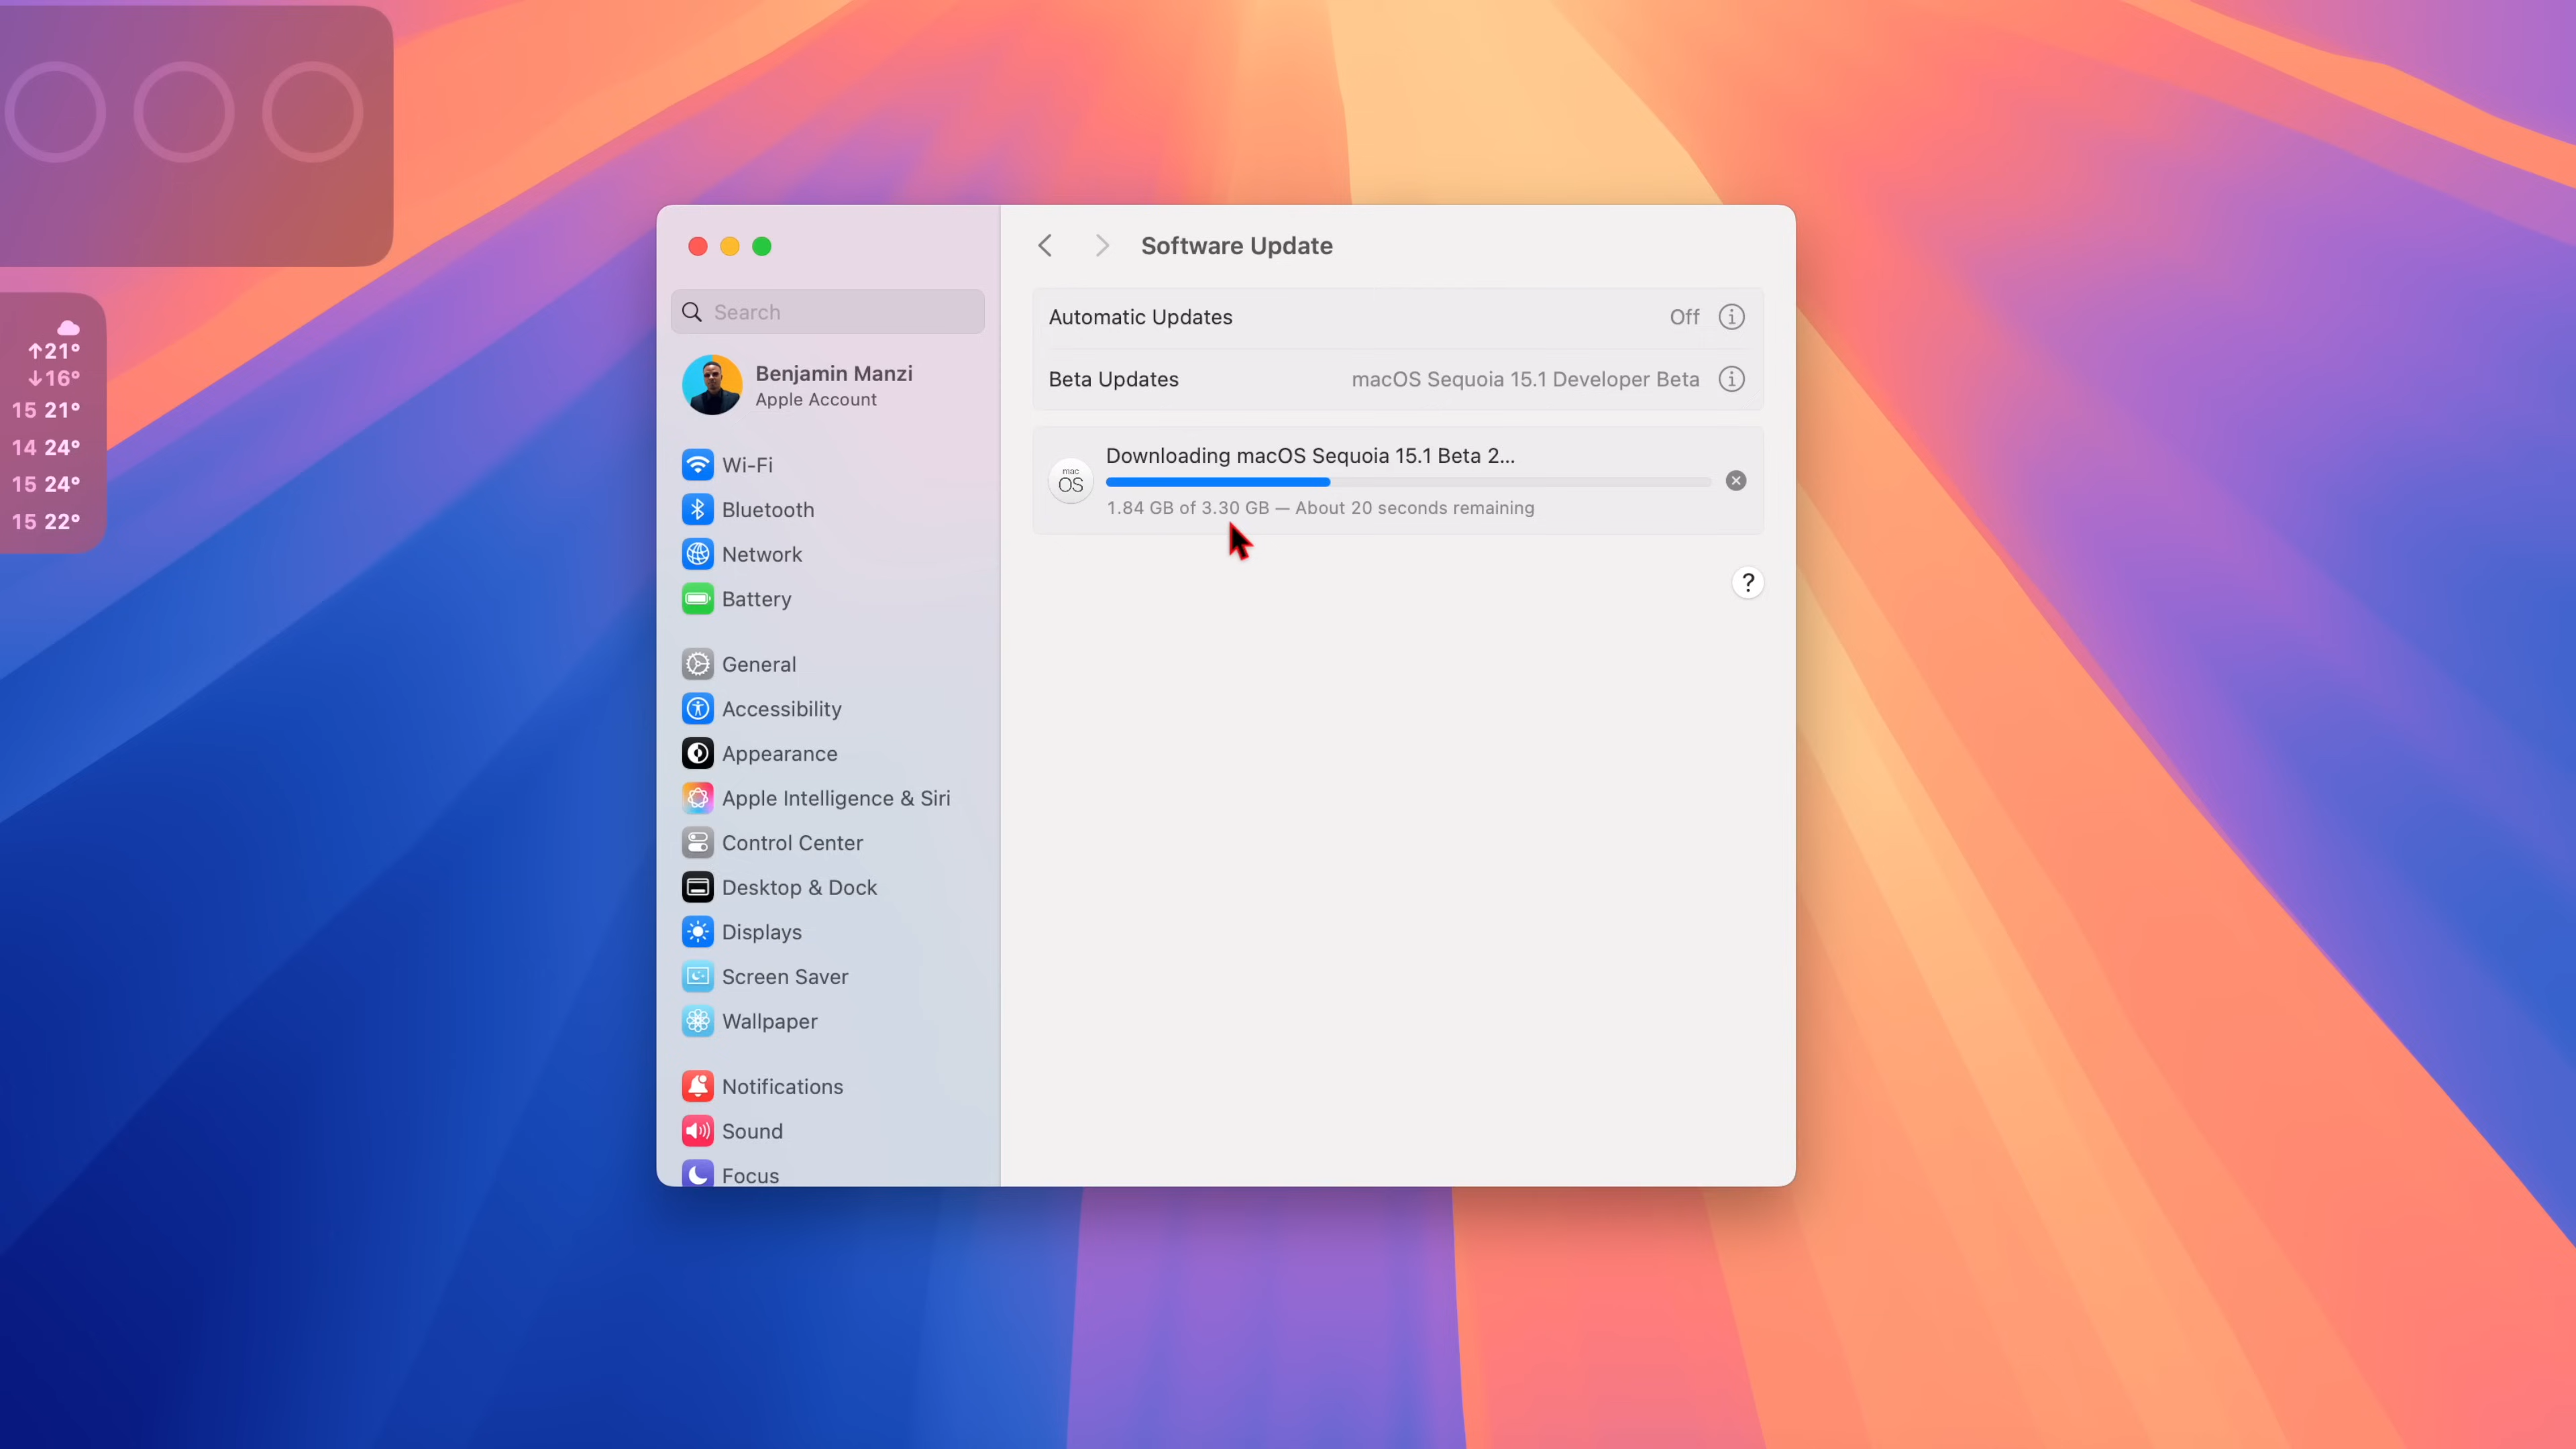 ↑21°
↓16°
15 21°
14 24°
15 24°
15 22°
Search
Benjamin Manzi
Apple Account
Wi-Fi
Bluetooth
Network
Battery
General
Accessibility
Appearance
Apple Intelligence & Siri
Control Center
Desktop & Dock
Displays
Screen Saver
Wallpaper
Notifications
Sound
Focus
Software Update
Automatic Updates Off
Beta Updates macOS Sequoia 15.1 Developer Beta
mac
OS
Downloading macOS Sequoia 15.1 Beta 2...
1.84 GB of 3.30 GB — About 20 seconds remaining
?